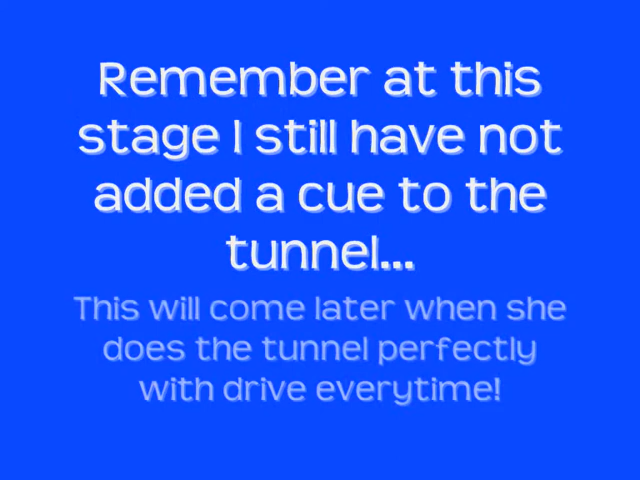 Remember at this
stage I still have not
added a cue to the
tunnel...
This will come later when she
does the tunnel perfectly
with drive everytime!